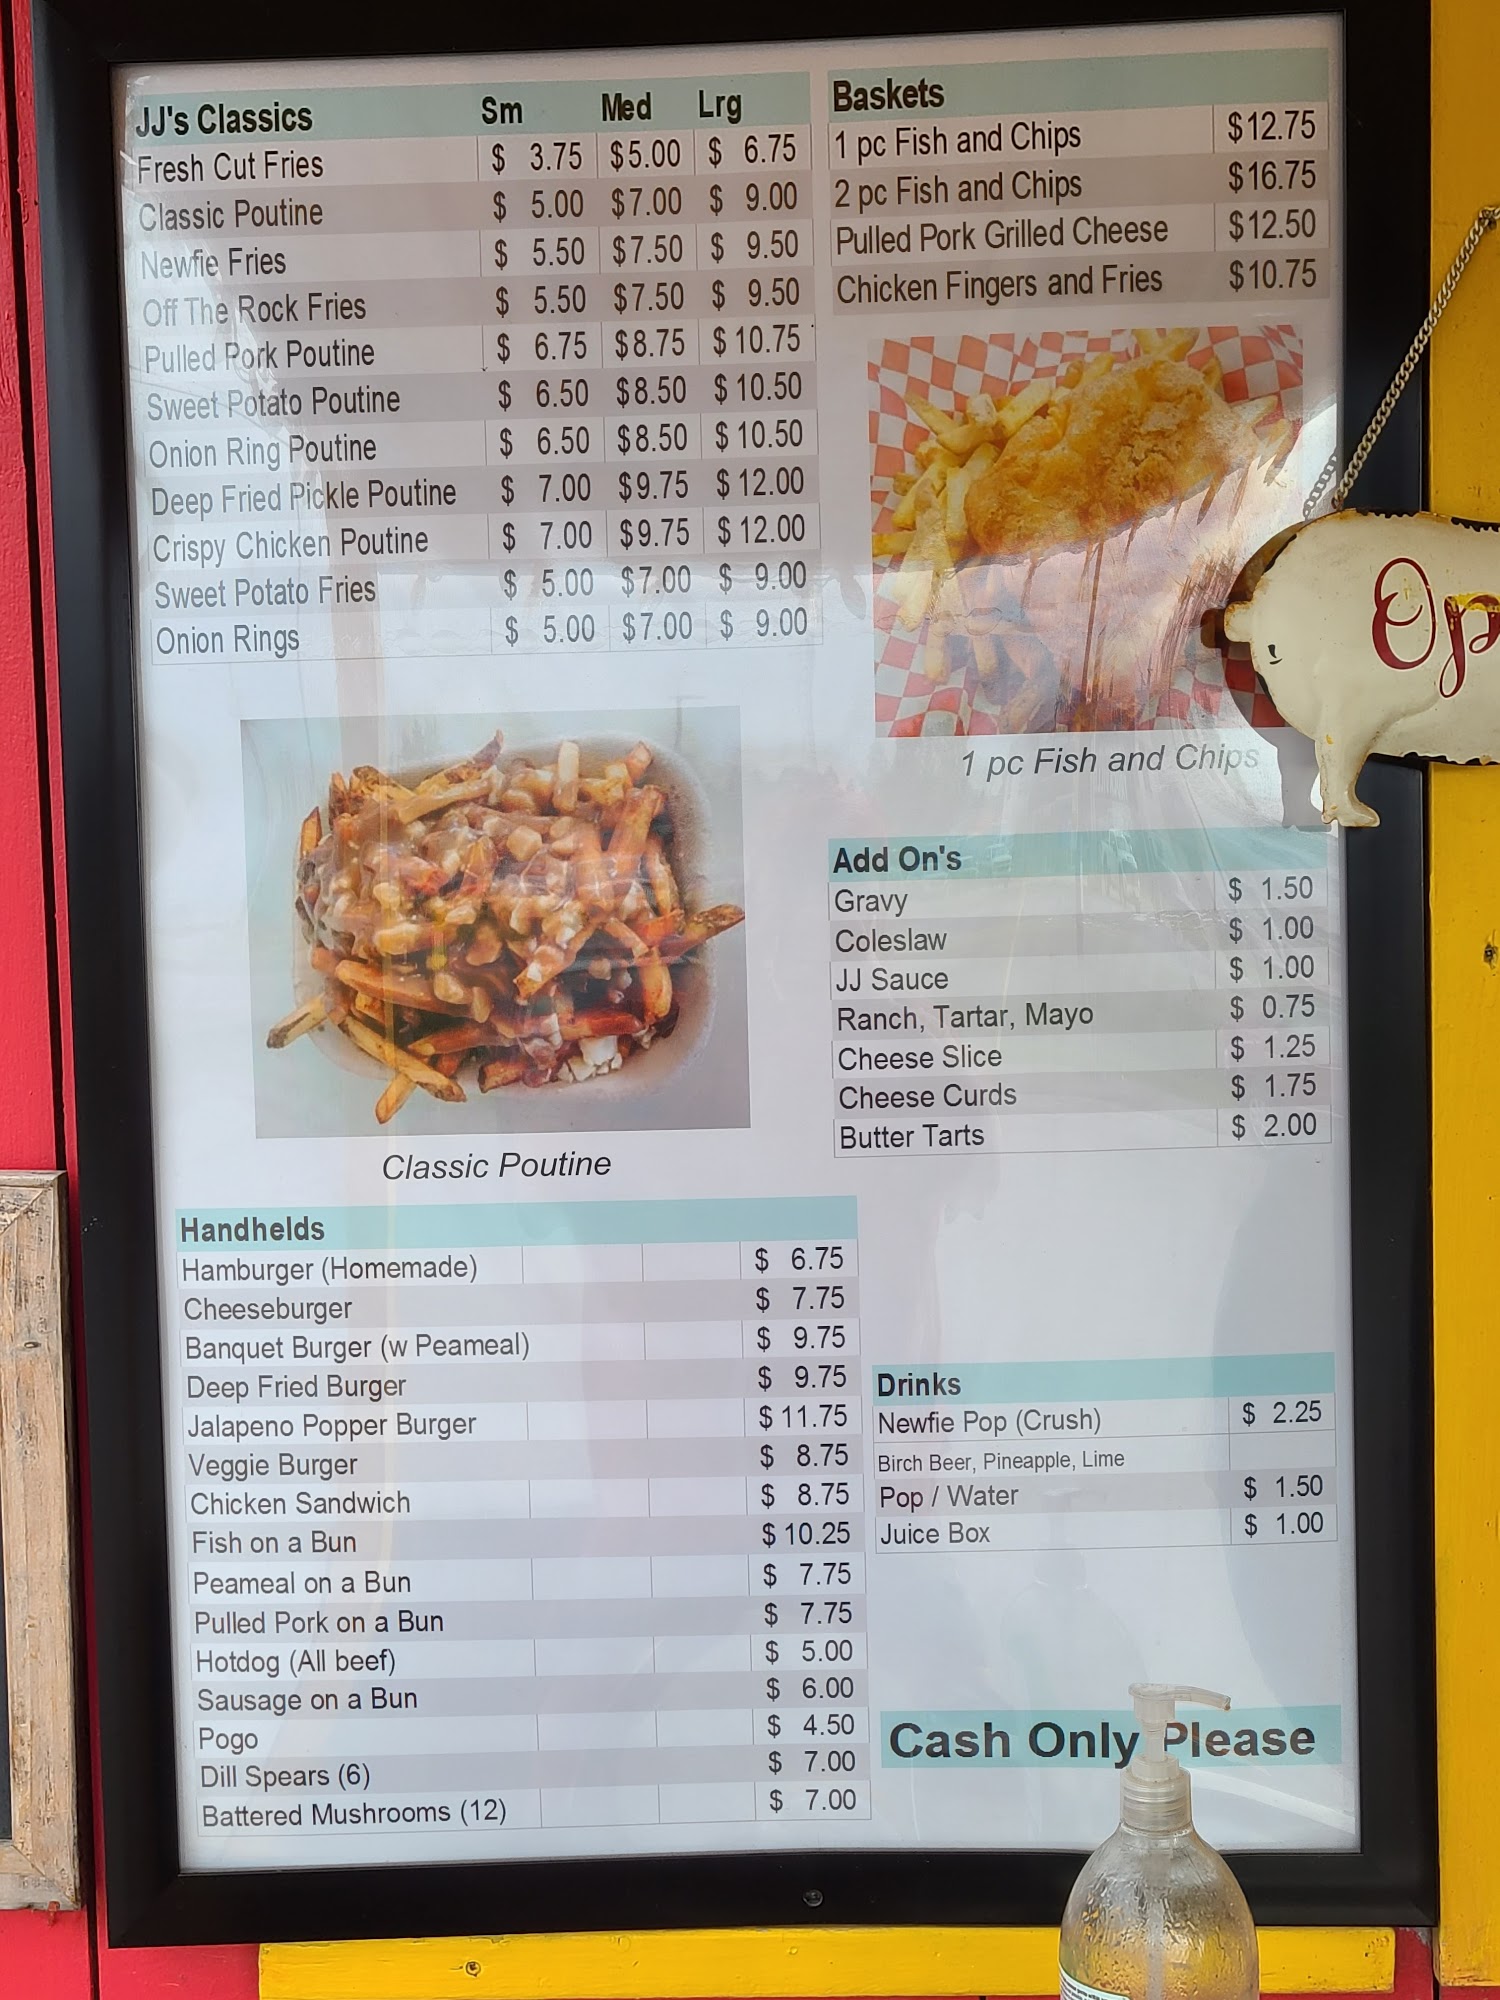 JJ's Classics Sm Med Lrg
Fresh Cut Fries $ 3.75 $5.00 $ 6.75
Classic Poutine $ 5.00 $7.00 $ 9.00
Newfie Fries $ 5.50 $7.50 $ 9.50
Off The Rock Fries $ 5.50 $7.50 $ 9.50
Pulled Pork Poutine $ 6.75 $8.75 $10.75
Sweet Potato Poutine $ 6.50 $8.50 $10.50
Onion Ring Poutine $ 6.50 $8.50 $10.50
Deep Fried Pickle Poutine $ 7.00 $9.75 $12.00
Crispy Chicken Poutine $ 7.00 $9.75 $12.00
Sweet Potato Fries $ 5.00 $7.00 $ 9.00
Onion Rings $ 5.00 $7.00 $ 9.00
Classic Poutine
Handhelds
Hamburger (Homemade) $ 6.75
Cheeseburger $ 7.75
Banquet Burger (w Peameal) $ 9.75
Deep Fried Burger $ 9.75
Jalapeno Popper Burger $11.75
Veggie Burger $ 8.75
Chicken Sandwich $ 8.75
Fish on a Bun $10.25
Peameal on a Bun $ 7.75
Pulled Pork on a Bun $ 7.75
Hotdog (All beef) $ 5.00
Sausage on a Bun $ 6.00
Pogo $ 4.50
Dill Spears (6) $ 7.00
Battered Mushrooms (12) $ 7.00
Baskets
1 pc Fish and Chips $12.75
2 pc Fish and Chips $16.75
Pulled Pork Grilled Cheese $12.50
Chicken Fingers and Fries $10.75
1 pc Fish and Chips
Add On's
Gravy $ 1.50
Coleslaw $ 1.00
JJ Sauce $ 1.00
Ranch, Tartar, Mayo $ 0.75
Cheese Slice $ 1.25
Cheese Curds $ 1.75
Butter Tarts $ 2.00
Drinks
Newfie Pop (Crush) $ 2.25
Birch Beer, Pineapple, Lime
Pop / Water $ 1.50
Juice Box $ 1.00
Cash Only Please
Op